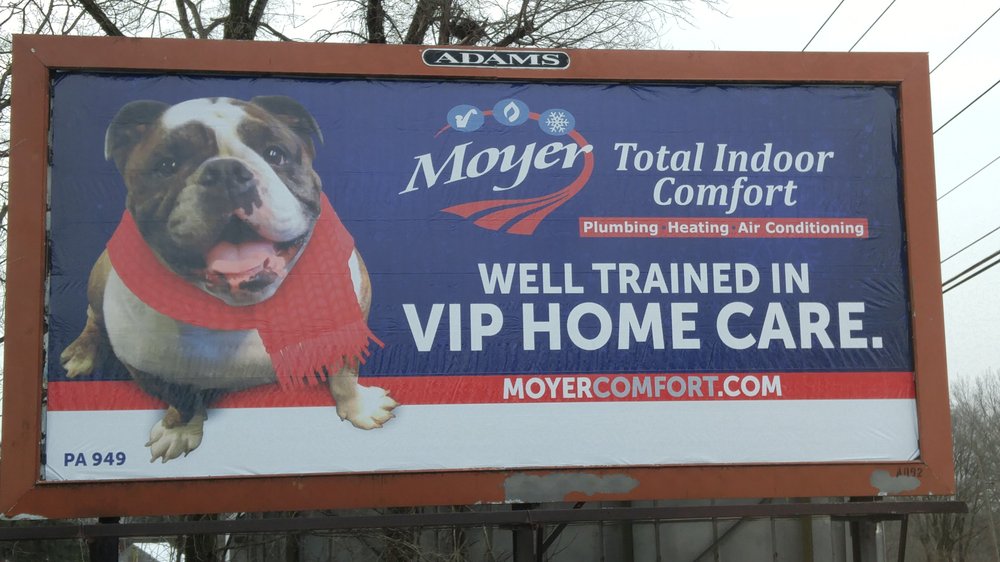 ADAMS
Moyer
Total Indoor
Comfort
Plumbing · Heating · Air Conditioning
WELL TRAINED IN
VIP HOME CARE.
MOYERCOMFORT.COM
PA 949
A092